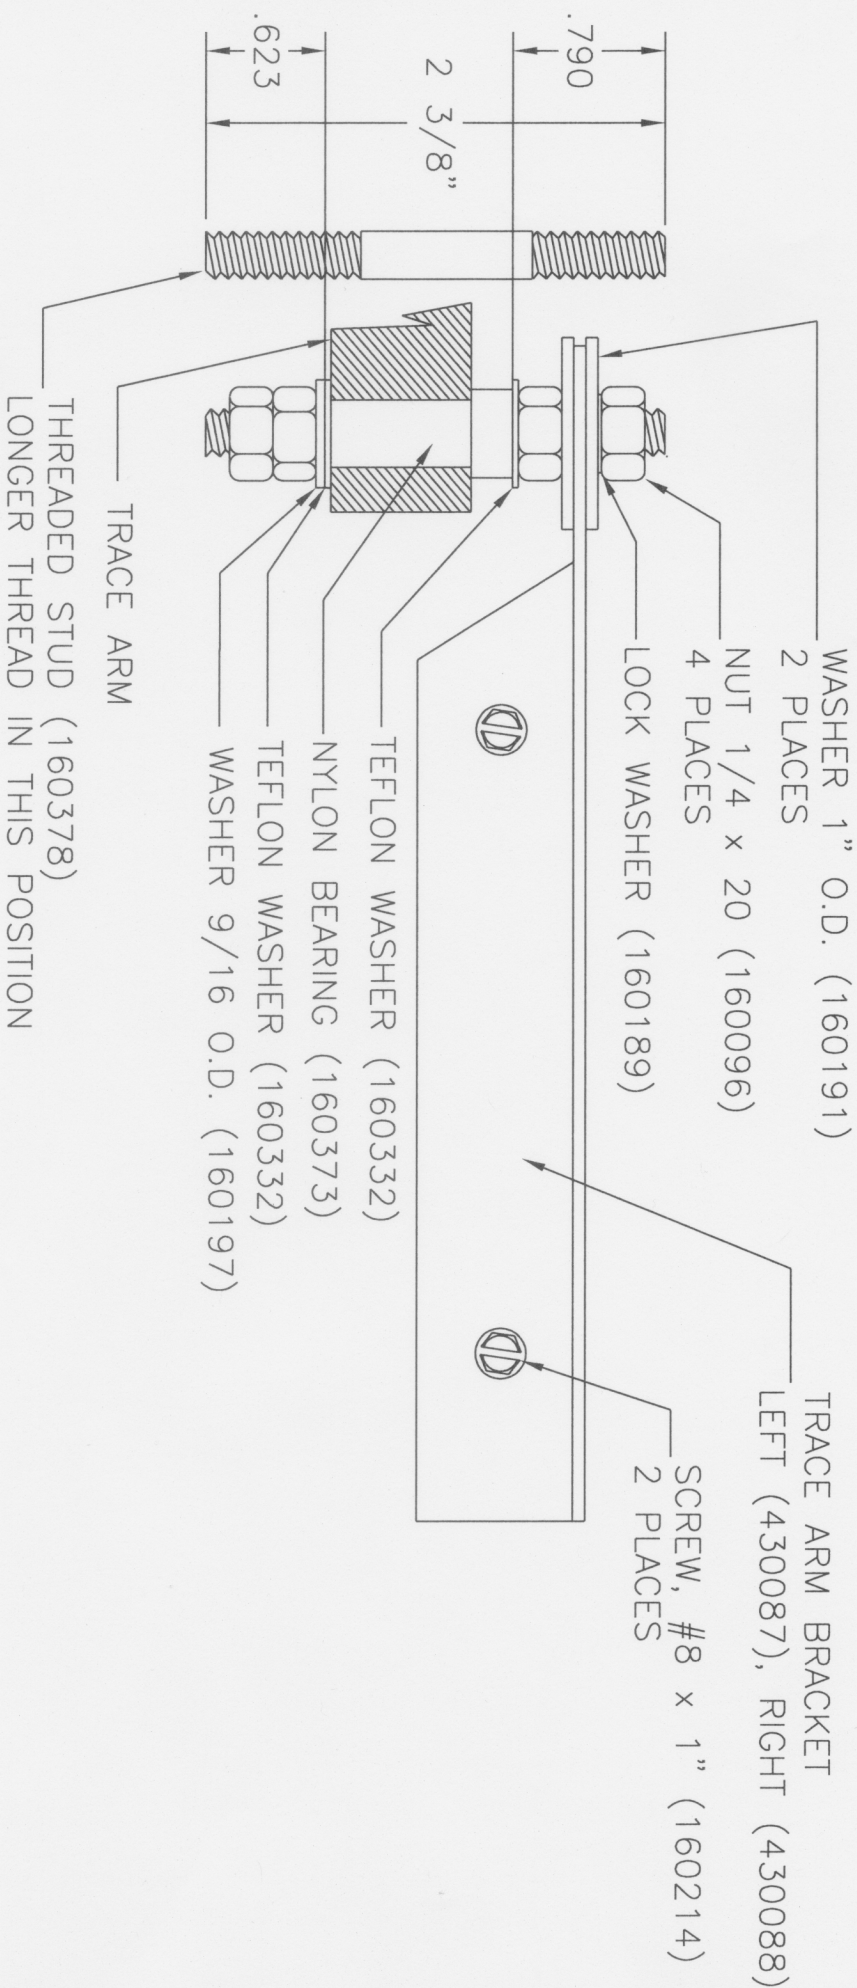 .790
2 3/8”
.623
WASHER 1” O.D. (160191)
2 PLACES
NUT 1/4 x 20 (160096)
4 PLACES
LOCK WASHER (160189)
TRACE ARM BRACKET
LEFT (430087), RIGHT (430088)
SCREW, #8 x 1” (160214)
2 PLACES
TEFLON WASHER (160332)
NYLON BEARING (160373)
TEFLON WASHER (160332)
WASHER 9/16 O.D. (160197)
TRACE ARM
THREADED STUD (160378)
LONGER THREAD IN THIS POSITION